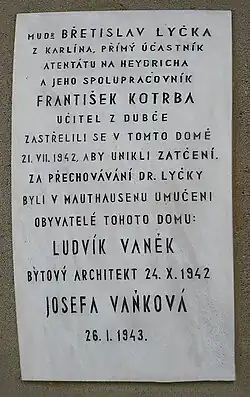 MUDR BŘETISLAV LYČKA
Z KARLÍNA, PŘÍMÝ ÚČASTNÍK
ATENTÁTU NA HEYDRICHA
A JEHO SPOLUPRACOVNÍK
FRANTIŠEK KOTRBA
UČITEL Z DUBČE
ZASTŘELILI SE V TOMTO DOMĚ
21. VII. 1942, ABY UNIKLI ZATČENÍ.
ZA PŘECHOVÁVÁNÍ DR. LYČKY
BYLI V MAUTHAUSENU UMUČENI
OBYVATELÉ TOHOTO DOMU:
LUDVÍK VANĚK
BYTOVÝ ARCHITEKT 24. X. 1942
JOSEFA VAŇKOVÁ
26. I. 1943.